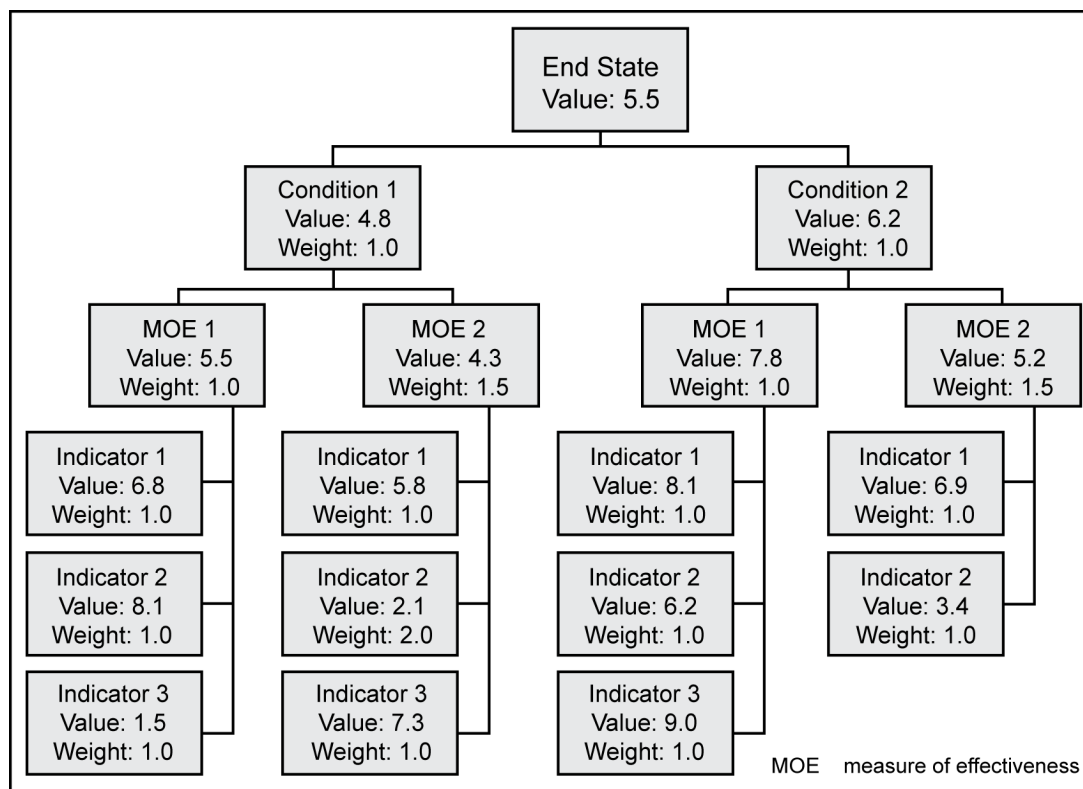 End State
Value: 5.5
Condition 1
Value: 4.8
Weight: 1.0
Condition 2
Value: 6.2
Weight: 1.0
MOE 1
Value: 5.5
Weight: 1.0
MOE 2
Value: 4.3
Weight: 1.5
MOE 1
Value: 7.8
Weight: 1.0
MOE 2
Value: 5.2
Weight: 1.5
Indicator 1
Value: 6.8
Weight: 1.0
Indicator 2
Value: 8.1
Weight: 1.0
Indicator 3
Value: 1.5
Weight: 1.0
Indicator 1
Value: 5.8
Weight: 1.0
Indicator 2
Value: 2.1
Weight: 2.0
Indicator 3
Value: 7.3
Weight: 1.0
Indicator 1
Value: 8.1
Weight: 1.0
Indicator 2
Value: 6.2
Weight: 1.0
Indicator 3
Value: 9.0
Weight: 1.0
Indicator 1
Value: 6.9
Weight: 1.0
Indicator 2
Value: 3.4
Weight: 1.0
MOE measure of effectiveness